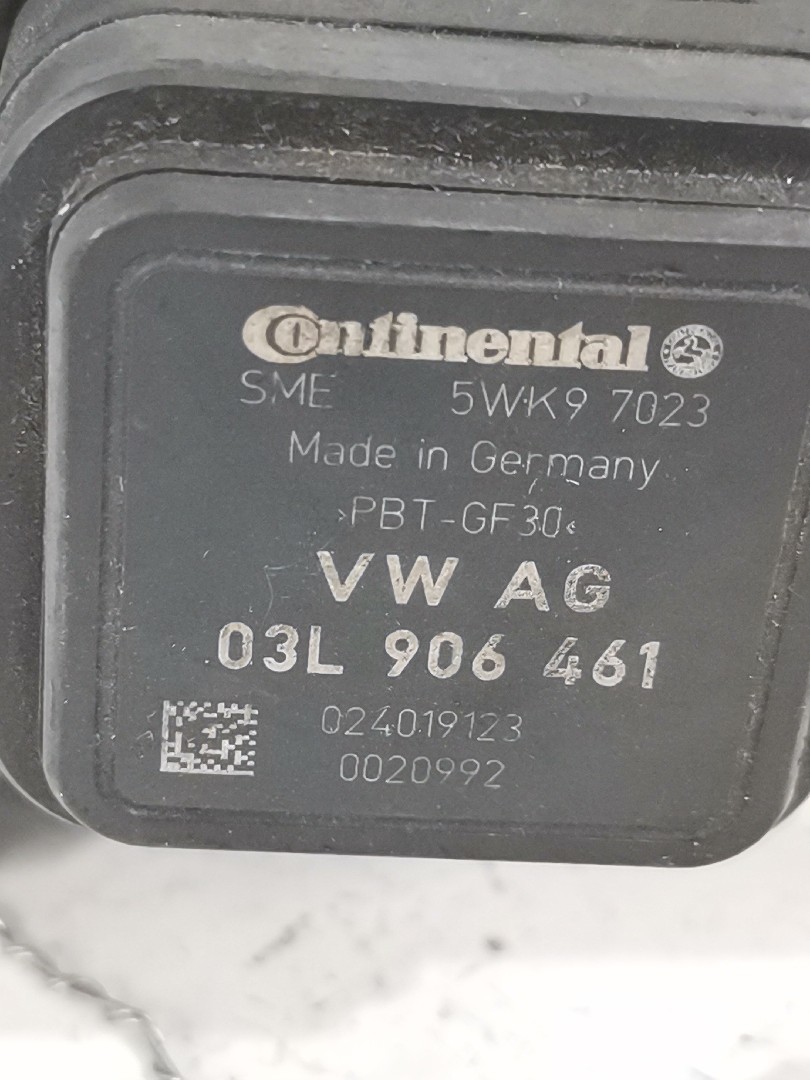 Continental
SME 5WK9 7023
Made in Germany
>PBT-GF30<
VW AG
03L 906 461
024019123
0020992